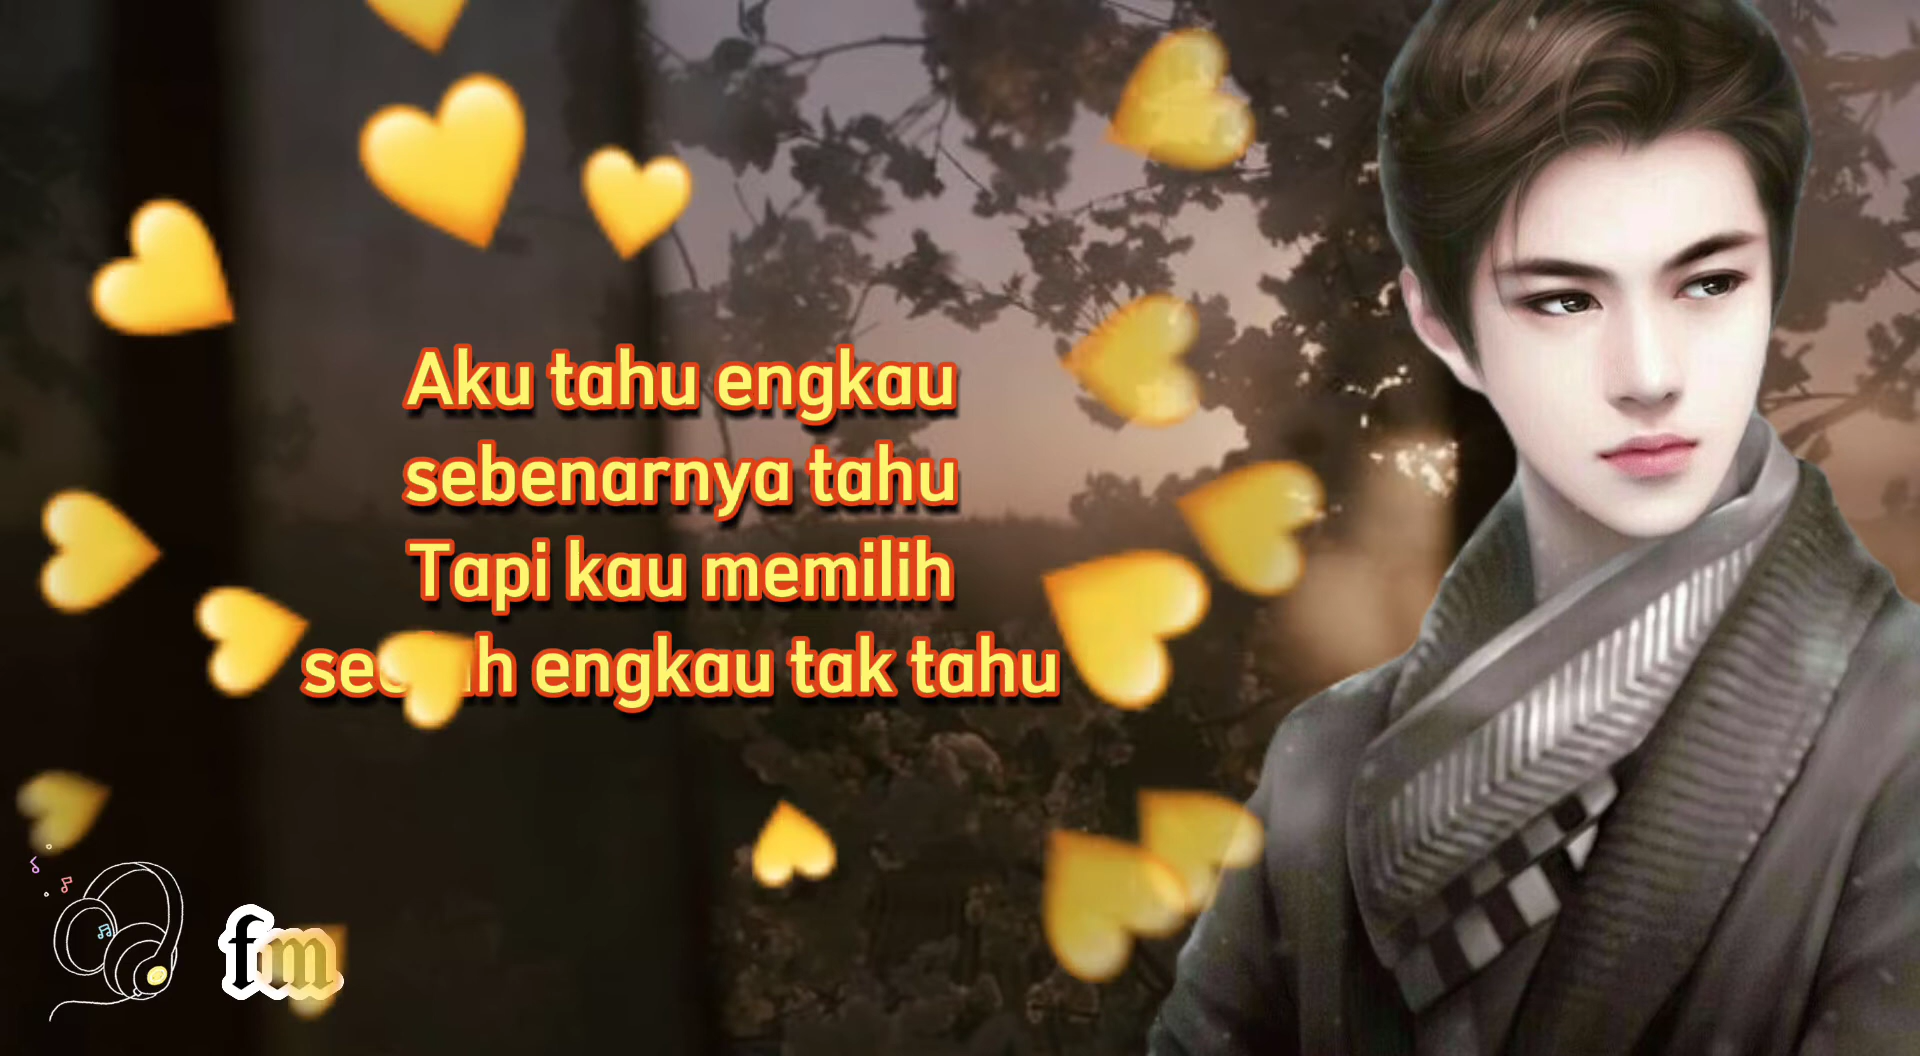 Aku tahu engkau
sebenarnya tahu
Tapi kau memilih
engkau tak tahu
fm